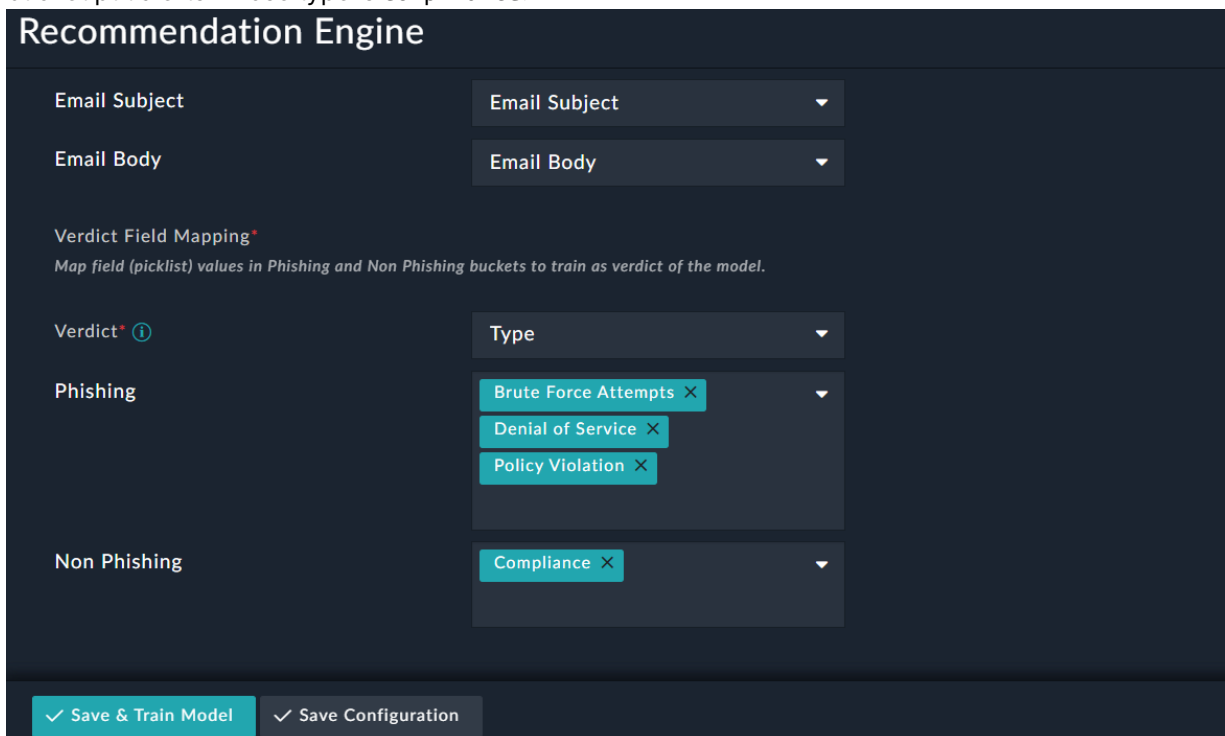 Recommendation Engine
Email Subject
Email Subject
Email Body
Email Body
Verdict Field Mapping*
Map field (picklist) values in Phishing and Non Phishing buckets to train as verdict of the model.
Verdict*
Type
Phishing
Brute Force Attempts ×
Denial of Service ×
Policy Violation ×
Non Phishing
Compliance ×
✓ Save & Train Model
✓ Save Configuration